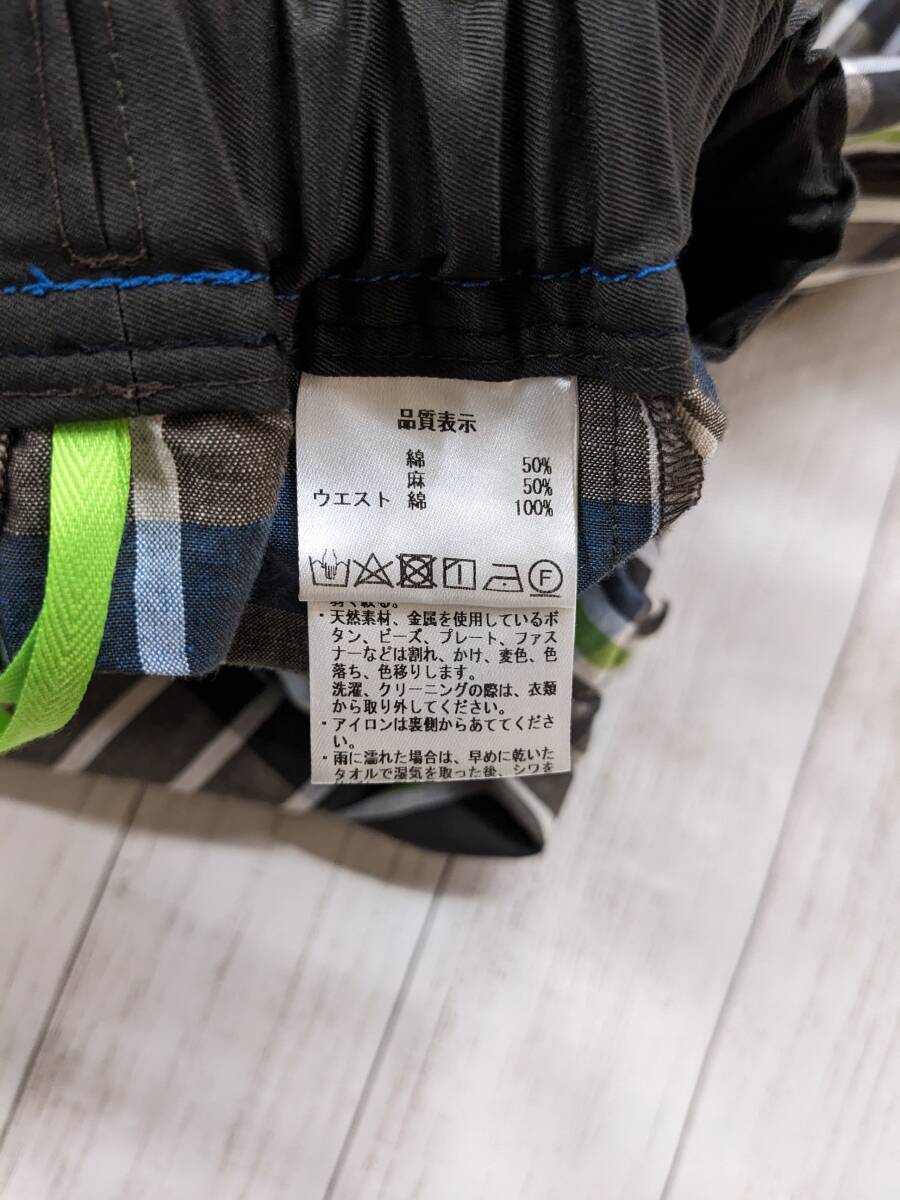 品質表示
綿 50%
麻 50%
ウエスト 綿 100%
F
・天然素材、金属を使用しているボ
タン、ビーズ、プレート、ファス
ナーなどは割れ、かけ、変色、色
落ち、色移りします。
洗濯、クリーニングの際は、衣類
から取り外してください。
・アイロンは裏側からあててくださ
い。
・雨に濡れた場合は、早めに乾いた
タオルで湿気を取った後、シワを